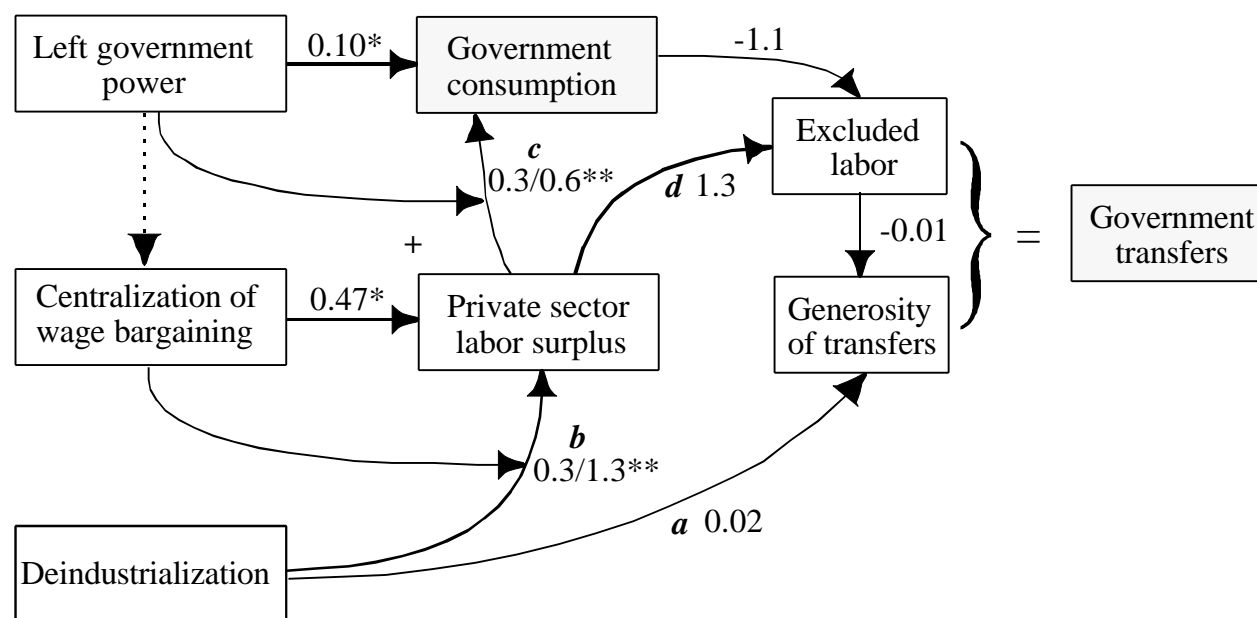 Left government
power
0.10*
Government
consumption
-1.1
Excluded
labor
c
0.3/0.6**
d 1.3
+
-0.01
=
Government
transfers
Centralization of
wage bargaining
0.47*
Private sector
labor surplus
Generosity
of transfers
b
0.3/1.3**
a 0.02
Deindustrialization